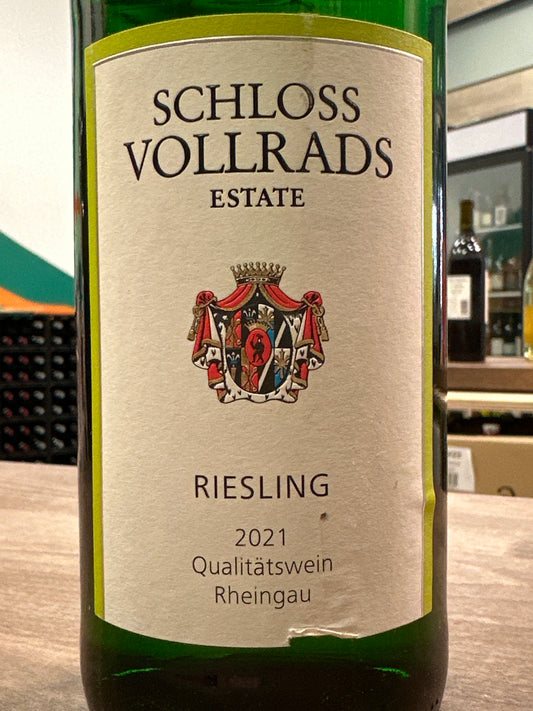 SCHLOSS
VOLLRADS
ESTATE
RIESLING
2021
Qualitätswein
Rheingau